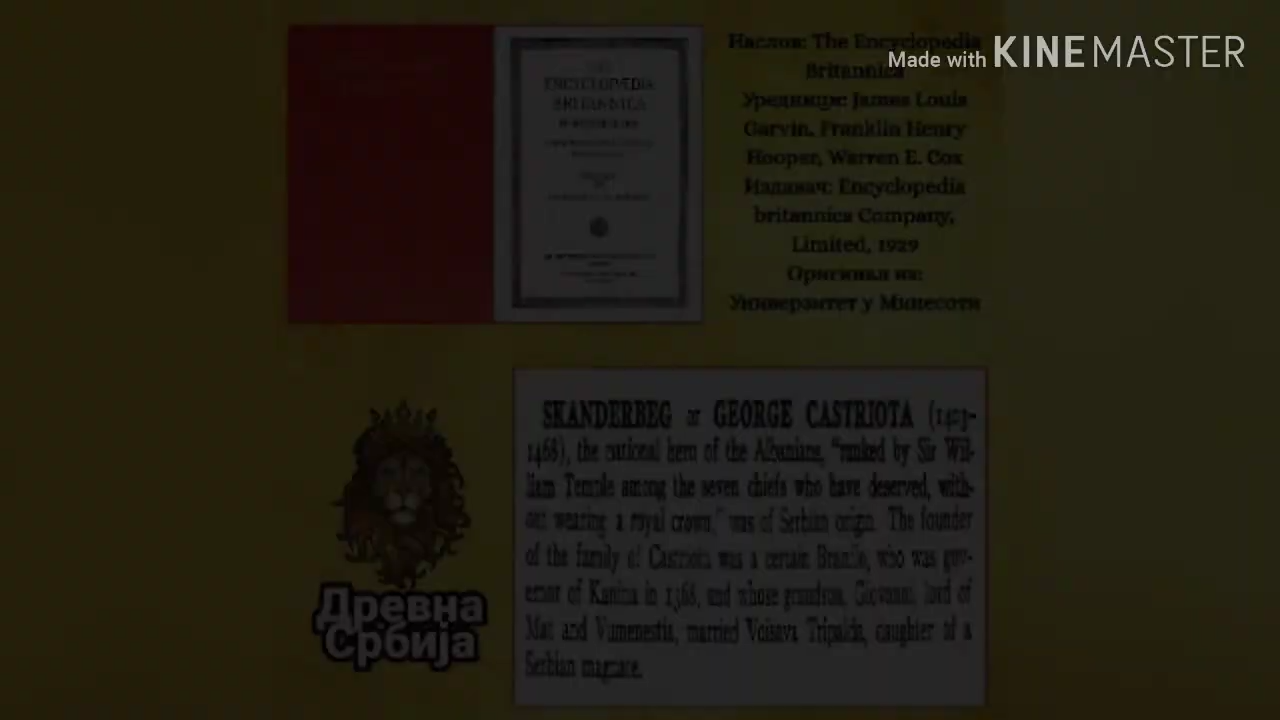 Made with KINEMASTER
ENCYCLOPÆDIA
BRITANNICA
Наслов: The Encyclopedia
Britannica
Уредници: James Louis
Garvin, Franklin Henry
Hooper, Warren E. Cox
Издавач: Encyclopedia
britannica Company,
Limited, 1929
Оригинал из:
Универзитет у Минесоти
Древна
Србија
SKANDERBEG or GEORGE CASTRIOTA (1403-
1468), the national hero of the Albanians, "ranked by Sir Wil-
liam Temple among the seven chiefs who have deserved, with-
out wearing a royal crown," was of Serbian origin. The founder
of the family of Castriota was a certain Branilo, who was gov-
ernor of Kanina in 1368, and whose grandson, Giovanni, lord of
Mat and Vumenestia, married Voisava Tripalda, daughter of a
Serbian magnate.